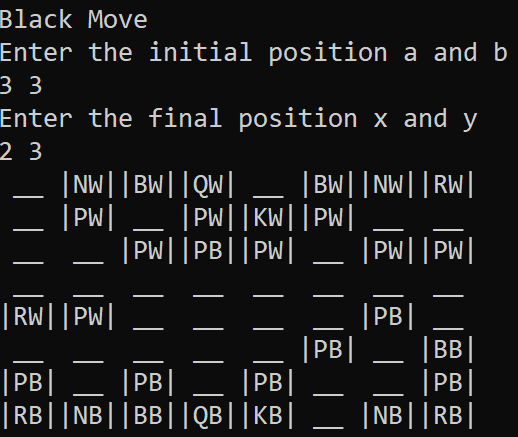 Black Move
Enter the initial position a and b
3 3
Enter the final position x and y
2 3
 __ |NW||BW||QW| __ |BW||NW||RW|
 __ |PW| __ |PW||KW||PW| __  __
 __  __ |PW||PB||PW| __ |PW||PW|
 __  __  __  __  __  __  __  __
|RW||PW| __  __  __  __ |PB| __
 __  __  __  __  __ |PB| __ |BB|
|PB| __ |PB| __ |PB| __  __ |PB|
|RB||NB||BB||QB||KB| __ |NB||RB|